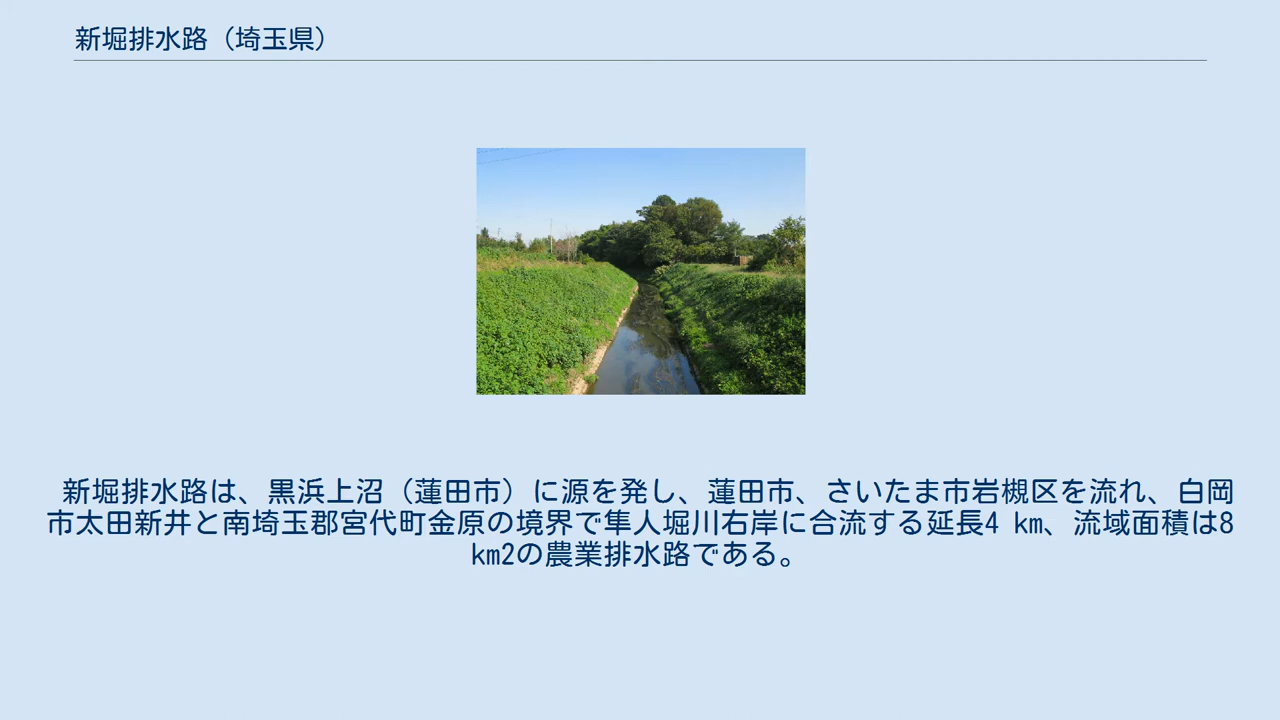 新堀排水路（埼玉県）
新堀排水路は、黒浜上沼（蓮田市）に源を発し、蓮田市、さいたま市岩槻区を流れ、白岡
市太田新井と南埼玉郡宮代町金原の境界で隼人堀川右岸に合流する延長4 km、流域面積は8
km2の農業排水路である。